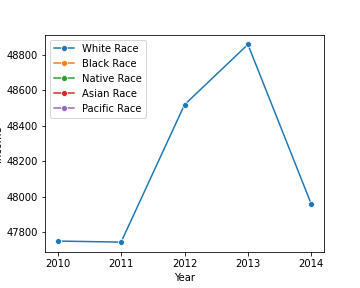 48800
48600
48400
48200
48000
47800
White Race
Black Race
Native Race
Asian Race
Pacific Race
2010 2011 2012 2013 2014
Year